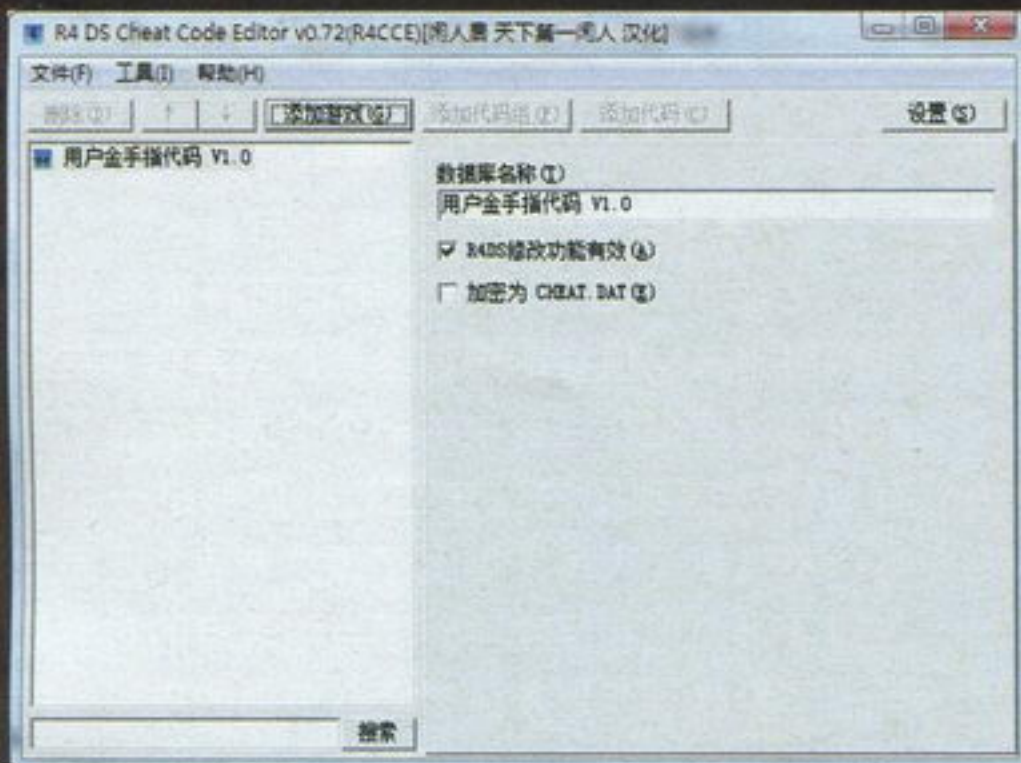 R4 DS Cheat Code Editor v0.72(R4CCE)[闲人惠 天下第一闲人 汉化]
文件(F) 工具(I) 帮助(H)
删除(D) ↑ ↓ 添加游戏(G) 添加代码组(F) 添加代码(C) 设置(S)
用户金手指代码 V1.0
数据库名称(T)
用户金手指代码 V1.0
R4DS修改功能有效(A)
加密为 CHEAT.DAT(E)
搜索